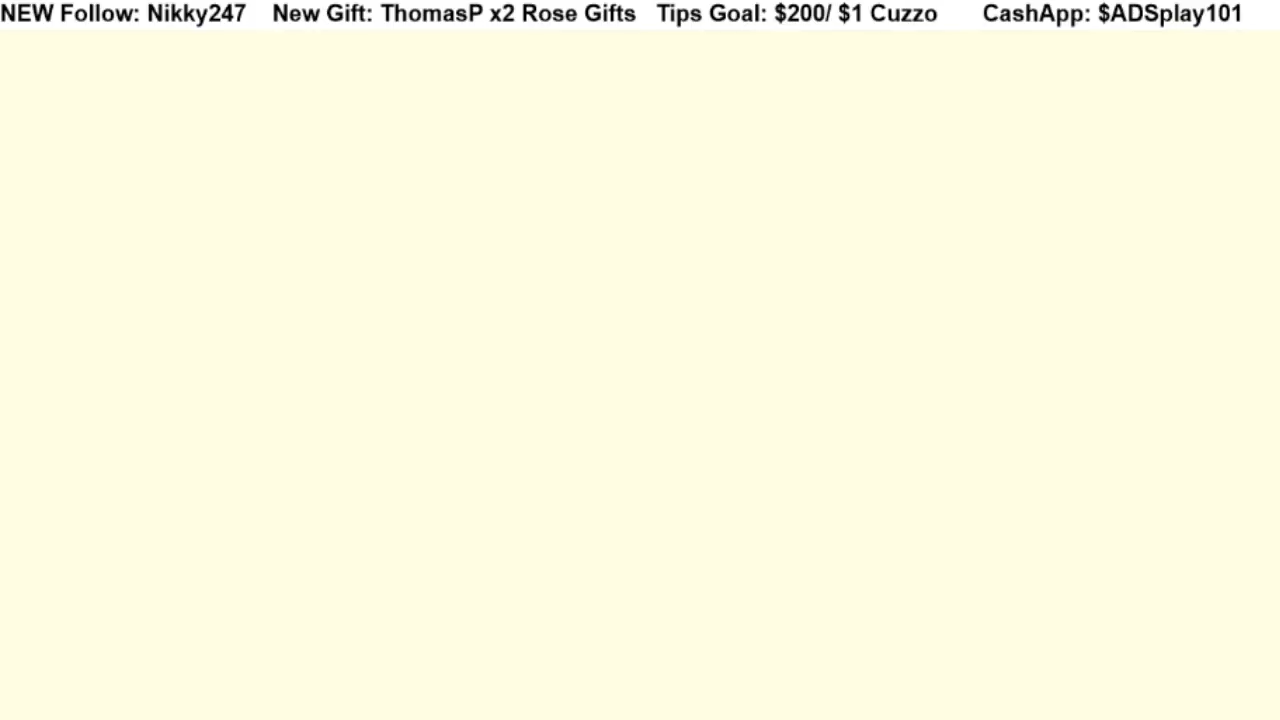 NEW Follow: Nikky247 New Gift: ThomasP x2 Rose Gifts Tips Goal: $200/ $1 Cuzzo CashApp: $ADSplay101